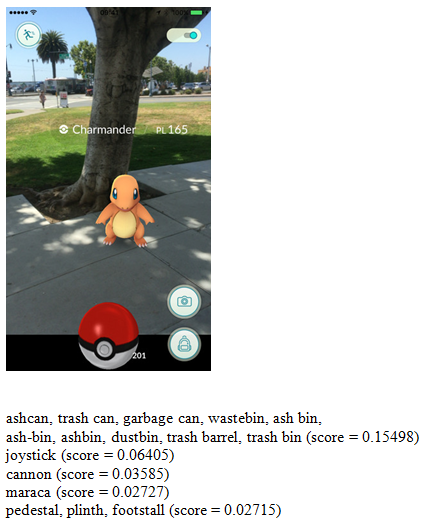 Charmander / PL165
201
ashcan, trash can, garbage can, wastebin, ash bin,
ash-bin, ashbin, dustbin, trash barrel, trash bin (score = 0.15498)
joystick (score = 0.06405)
cannon (score = 0.03585)
maraca (score = 0.02727)
pedestal, plinth, footstall (score = 0.02715)